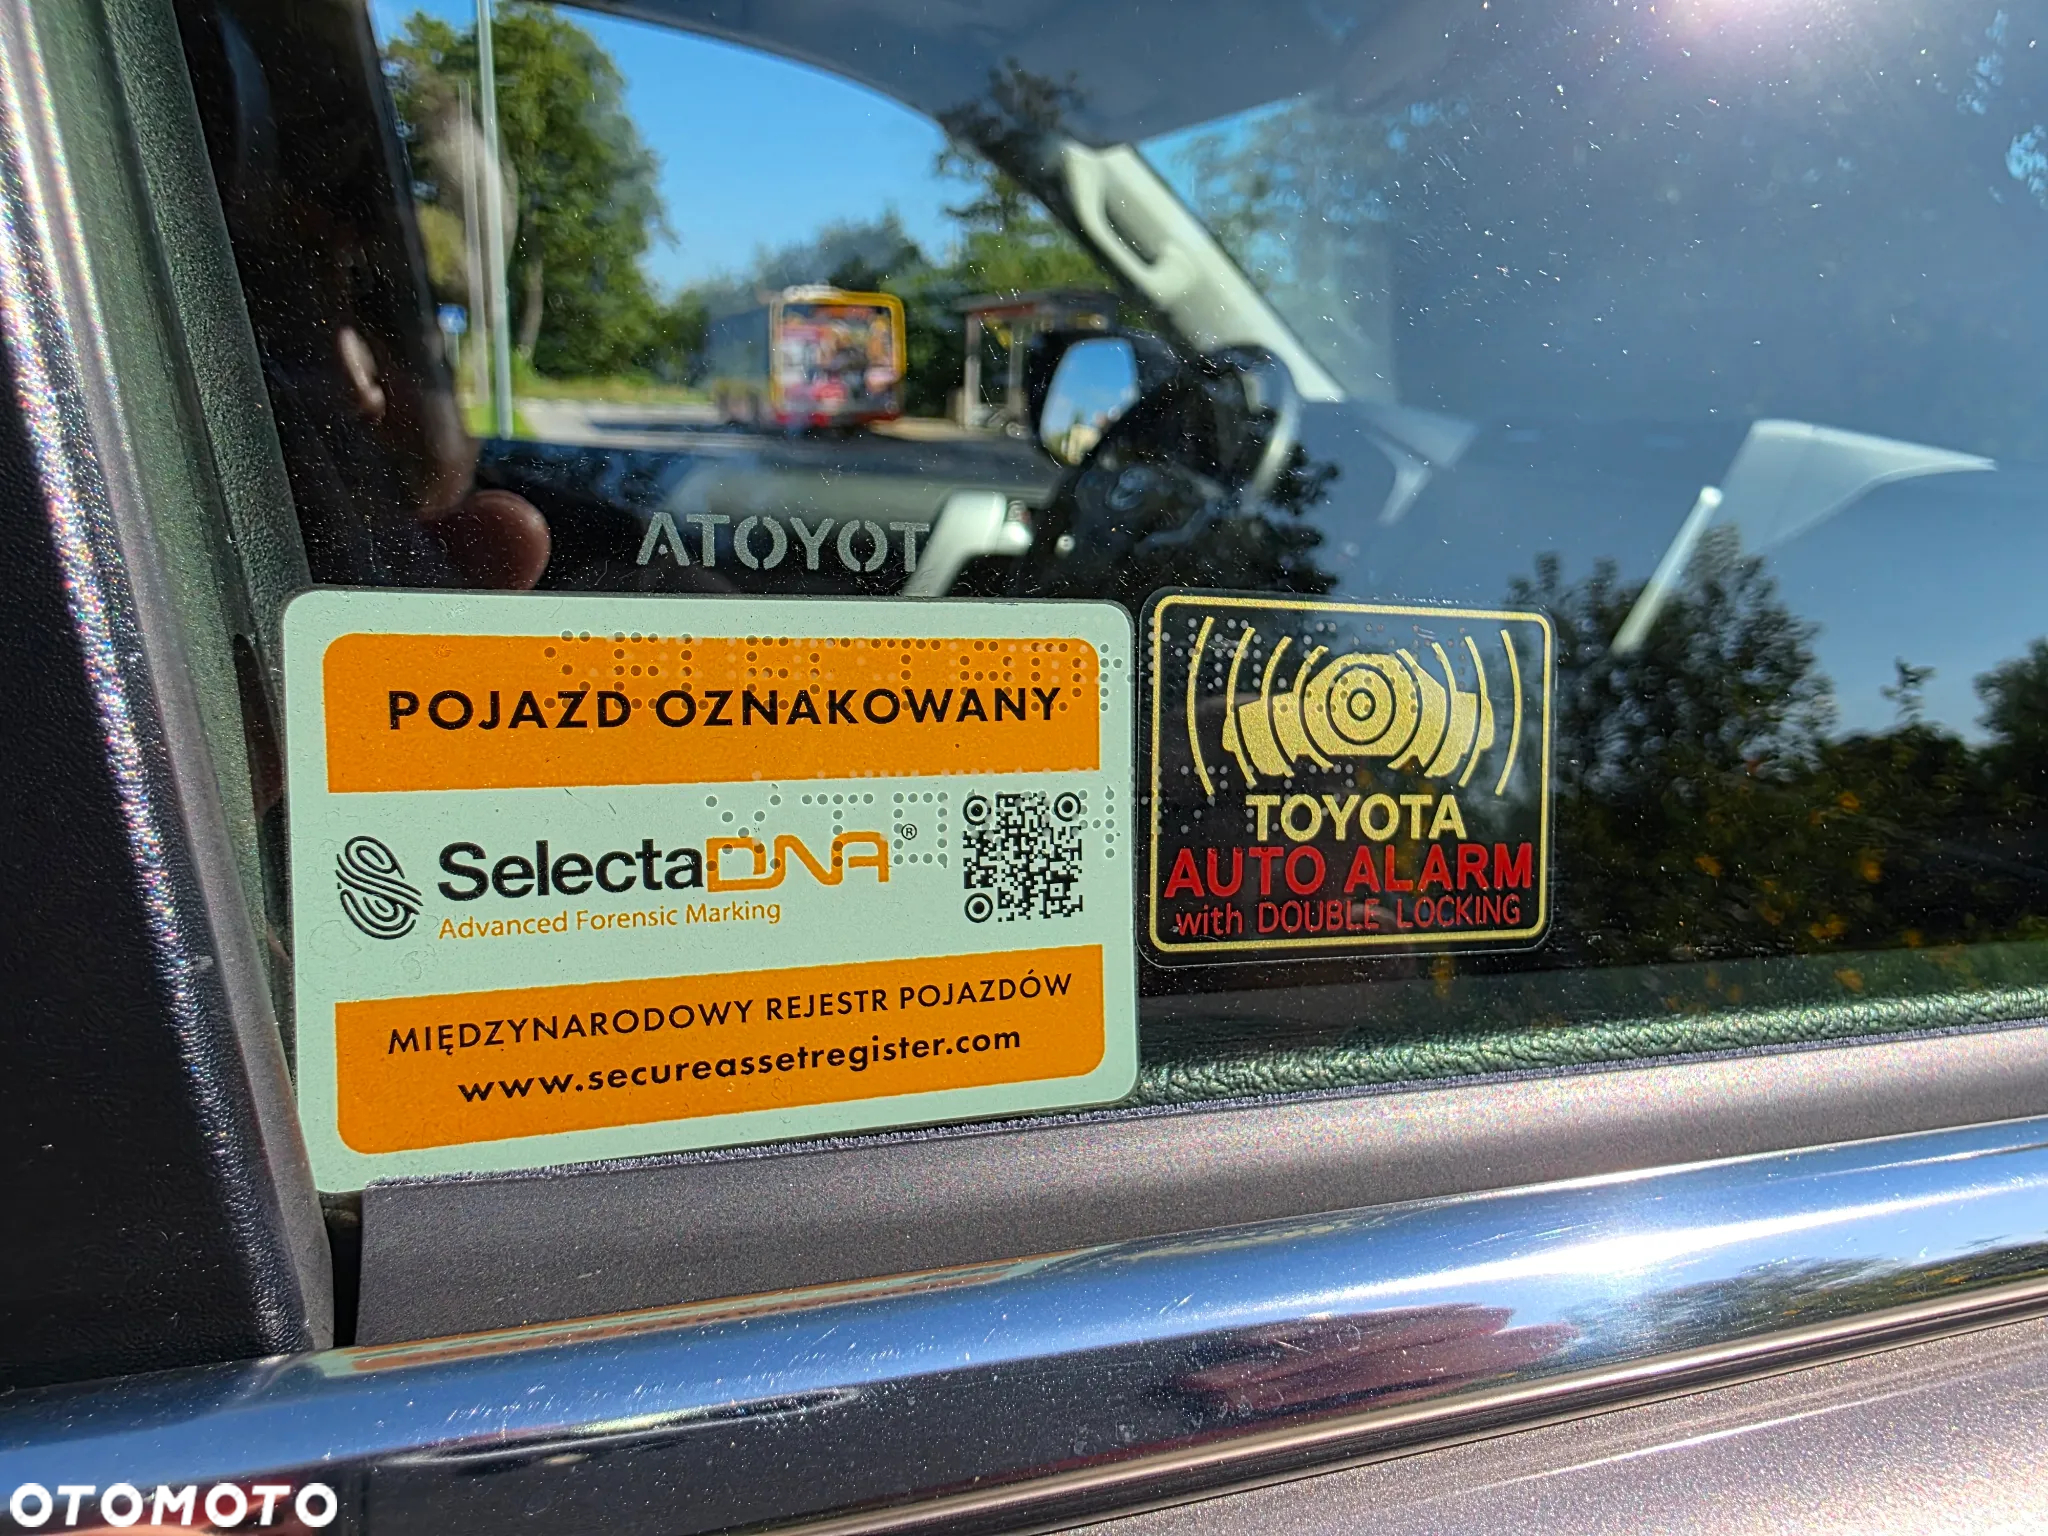 ATOYOT
POJAZD OZNAKOWANY
SelectaDNA®
Advanced Forensic Marking
MIĘDZYNARODOWY REJESTR POJAZDÓW
www.secureassetregister.com
TOYOTA
AUTO ALARM
with DOUBLE LOCKING
OTOMOTO